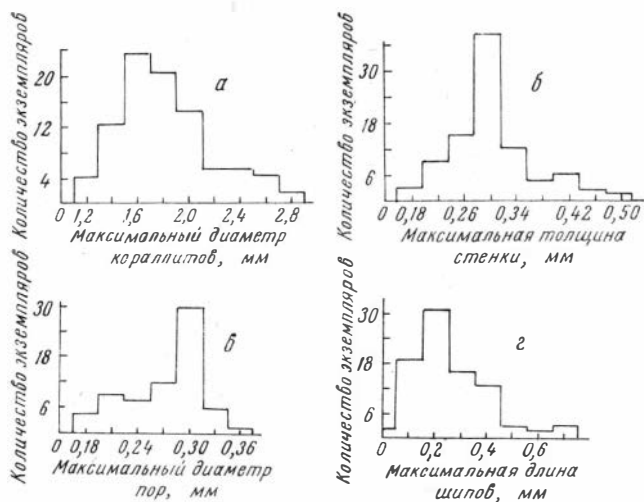 Количество экземпляров
20
12
4
а
0 1,2 1,6 2,0 2,4 2,8
Максимальный диаметр
кораллитов, мм
Количество экземпляров
30
18
6
б
0 0,18 0,26 0,34 0,42 0,50
Максимальная толщина
стенки, мм
Количество экземпляров
30
18
6
в
0 0,18 0,24 0,30 0,36
Максимальный диаметр
пор, мм
Количество экземпляров
30
18
6
г
0 0,2 0,4 0,6
Максимальная длина
шипов, мм